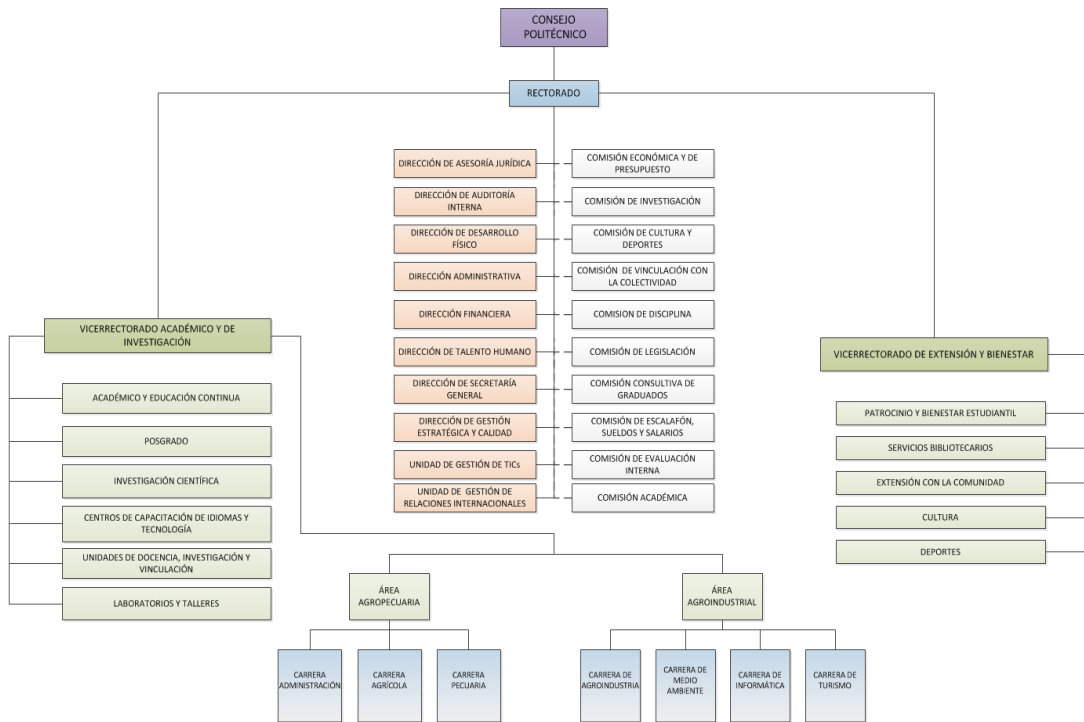 CONSEJO
POLITÉCNICO
RECTORADO
DIRECCIÓN DE ASESORÍA JURÍDICA
COMISIÓN ECONÓMICA Y DE
PRESUPUESTO
DIRECCIÓN DE AUDITORÍA
INTERNA
COMISIÓN DE INVESTIGACIÓN
DIRECCIÓN DE DESARROLLO
FÍSICO
COMISIÓN DE CULTURA Y
DEPORTES
DIRECCIÓN ADMINISTRATIVA
COMISIÓN DE VINCULACIÓN CON
LA COLECTIVIDAD
DIRECCIÓN FINANCIERA
COMISION DE DISCIPLINA
DIRECCIÓN DE TALENTO HUMANO
COMISIÓN DE LEGISLACIÓN
DIRECCIÓN DE SECRETARÍA
GENERAL
COMISIÓN CONSULTIVA DE
GRADUADOS
DIRECCIÓN DE GESTIÓN
ESTRATÉGICA Y CALIDAD
COMISIÓN DE ESCALAFÓN,
SUELDOS Y SALARIOS
UNIDAD DE GESTIÓN DE TICs
COMISIÓN DE EVALUACIÓN
INTERNA
UNIDAD DE GESTIÓN DE
RELACIONES INTERNACIONALES
COMISIÓN ACADÉMICA
VICERRECTORADO ACADÉMICO Y DE
INVESTIGACIÓN
ACADÉMICO Y EDUCACIÓN CONTINUA
POSGRADO
INVESTIGACIÓN CIENTÍFICA
CENTROS DE CAPACITACIÓN DE IDIOMAS Y
TECNOLOGÍA
UNIDADES DE DOCENCIA, INVESTIGACIÓN Y
VINCULACIÓN
LABORATORIOS Y TALLERES
VICERRECTORADO DE EXTENSIÓN Y BIENESTAR
PATROCINIO Y BIENESTAR ESTUDIANTIL
SERVICIOS BIBLIOTECARIOS
EXTENSIÓN CON LA COMUNIDAD
CULTURA
DEPORTES
ÁREA
AGROPECUARIA
ÁREA
AGROINDUSTRIAL
CARRERA
ADMINISTRACIÓN
CARRERA
AGRÍCOLA
CARRERA
PECUARIA
CARRERA DE
AGROINDUSTRIA
CARRERA DE
MEDIO
AMBIENTE
CARRERA DE
INFORMÁTICA
CARRERA DE
TURISMO